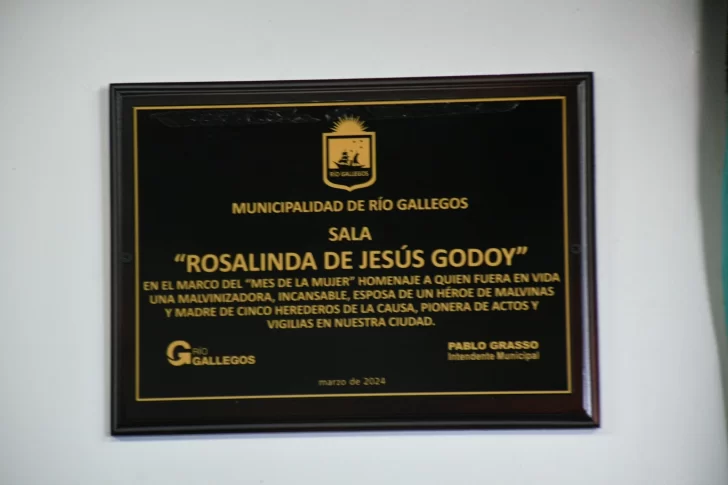 RÍO GALLEGOS
MUNICIPALIDAD DE RÍO GALLEGOS
SALA
“ROSALINDA DE JESÚS GODOY”
EN EL MARCO DEL “MES DE LA MUJER” HOMENAJE A QUIEN FUERA EN VIDA
UNA MALVINIZADORA, INCANSABLE, ESPOSA DE UN HÉROE DE MALVINAS
Y MADRE DE CINCO HEREDEROS DE LA CAUSA, PIONERA DE ACTOS Y
VIGILIAS EN NUESTRA CIUDAD.
G RÍO
GALLEGOS
PABLO GRASSO
Intendente Municipal
marzo de 2024